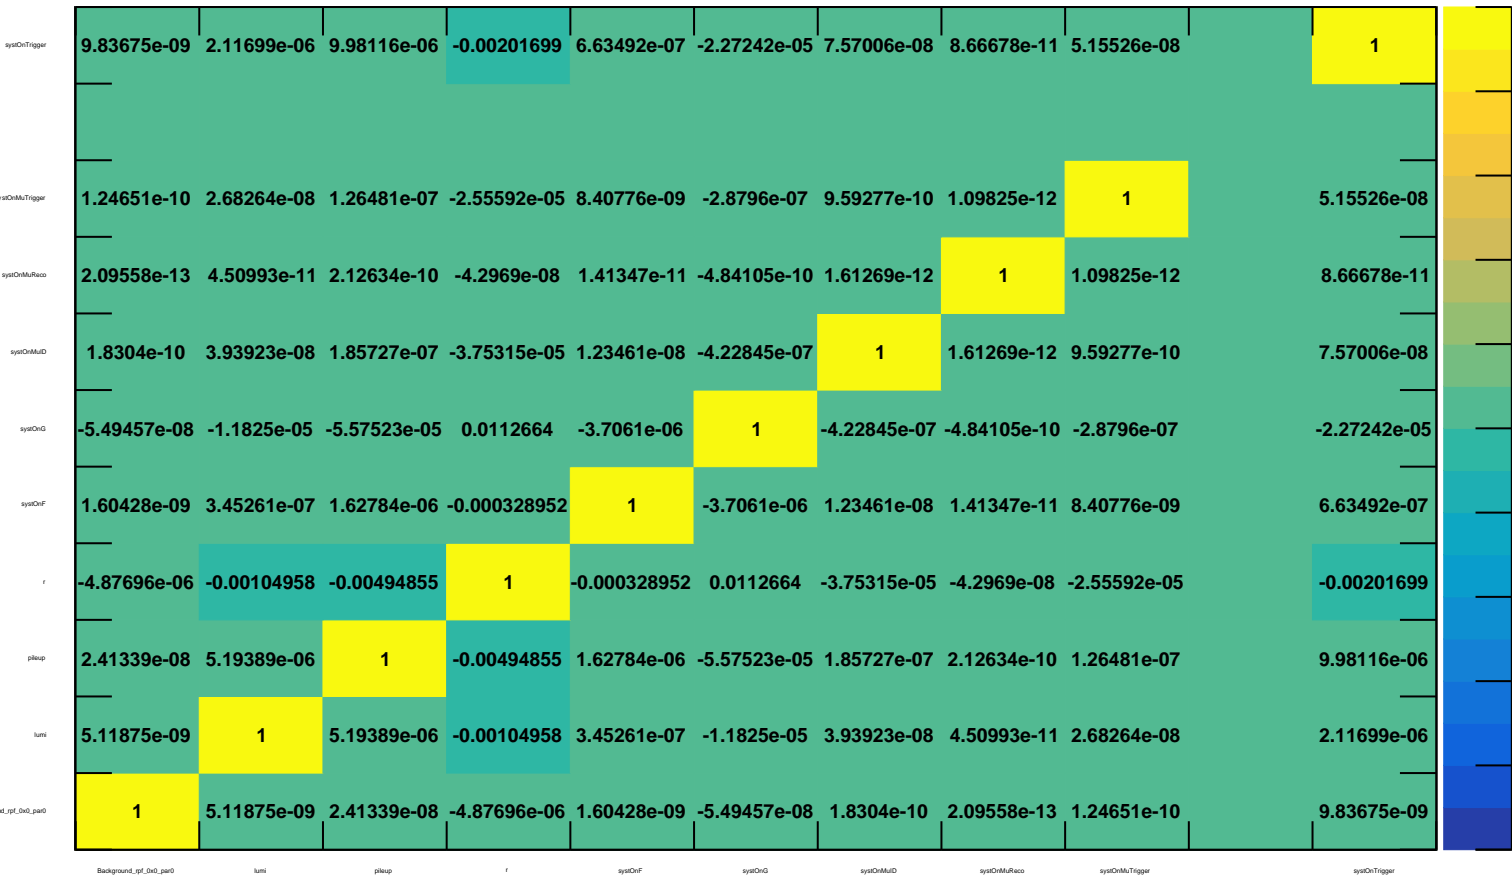 systOnTrigger 9.83675e-09 2.11699e-06 9.98116e-06 -0.00201699 6.63492e-07 -2.27242e-05 7.57006e-08 8.66678e-11 5.15526e-08 1
stOnMuTrigger 1.24651e-10 2.68264e-08 1.26481e-07 -2.55592e-05 8.40776e-09 -2.8796e-07 9.59277e-10 1.09825e-12 1 5.15526e-08
systOnMuReco 2.09558e-13 4.50993e-11 2.12634e-10 -4.2969e-08 1.41347e-11 -4.84105e-10 1.61269e-12 1 1.09825e-12 8.66678e-11
systOnMuID 1.8304e-10 3.93923e-08 1.85727e-07 -3.75315e-05 1.23461e-08 -4.22845e-07 1 1.61269e-12 9.59277e-10 7.57006e-08
systOnG -5.49457e-08 -1.1825e-05 -5.57523e-05 0.0112664 -3.7061e-06 1 -4.22845e-07 -4.84105e-10 -2.8796e-07 -2.27242e-05
systOnF 1.60428e-09 3.45261e-07 1.62784e-06 -0.000328952 1 -3.7061e-06 1.23461e-08 1.41347e-11 8.40776e-09 6.63492e-07
r -4.87696e-06 -0.00104958 -0.00494855 1 -0.000328952 0.0112664 -3.75315e-05 -4.2969e-08 -2.55592e-05 -0.00201699
pileup 2.41339e-08 5.19389e-06 1 -0.00494855 1.62784e-06 -5.57523e-05 1.85727e-07 2.12634e-10 1.26481e-07 9.98116e-06
lumi 5.11875e-09 1 5.19389e-06 -0.00104958 3.45261e-07 -1.1825e-05 3.93923e-08 4.50993e-11 2.68264e-08 2.11699e-06
d_rpf_0x0_par0 1 5.11875e-09 2.41339e-08 -4.87696e-06 1.60428e-09 -5.49457e-08 1.8304e-10 2.09558e-13 1.24651e-10 9.83675e-09
Background_rpf_0x0_par0 lumi pileup r systOnF systOnG systOnMuID systOnMuReco systOnMuTrigger systOnTrigger